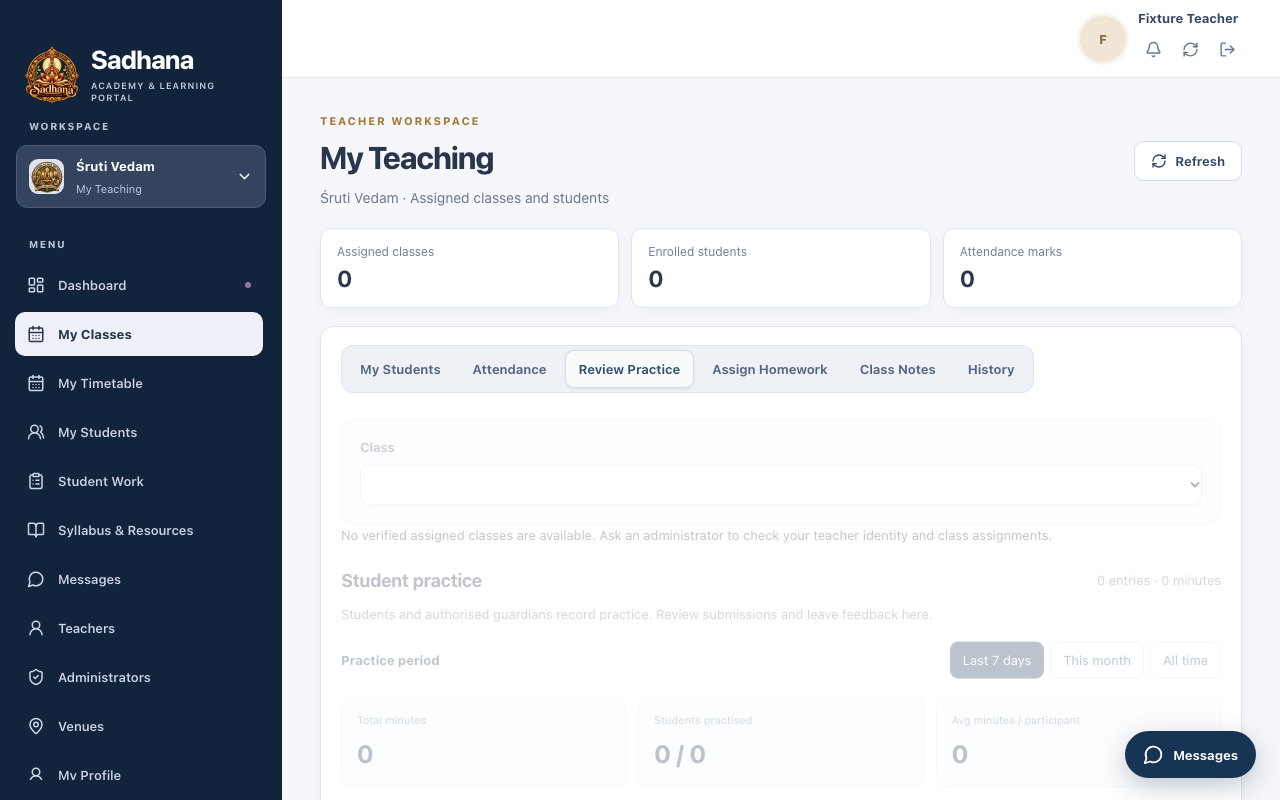 Sadhana
Sadhana
ACADEMY & LEARNING
PORTAL
WORKSPACE
Śruti Vedam
My Teaching
MENU
Dashboard
My Classes
My Timetable
My Students
Student Work
Syllabus & Resources
Messages
Teachers
Administrators
Venues
My Profile
F
Fixture Teacher
TEACHER WORKSPACE
My Teaching
Refresh
Śruti Vedam · Assigned classes and students
Assigned classes
0
Enrolled students
0
Attendance marks
0
My Students
Attendance
Review Practice
Assign Homework
Class Notes
History
Class
No verified assigned classes are available. Ask an administrator to check your teacher identity and class assignments.
Student practice
0 entries · 0 minutes
Students and authorised guardians record practice. Review submissions and leave feedback here.
Practice period
Last 7 days
This month
All time
Total minutes
0
Students practised
0 / 0
Avg minutes / participant
0
Messages